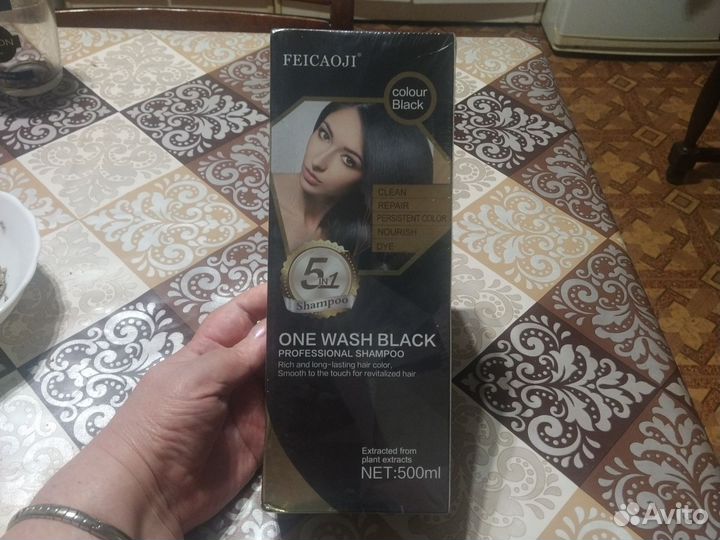 FEICAOJI®
colour
Black
CLEAN
REPAIR
PERSISTENT COLOR
NOURISH
DYE
5 IN 1
Shampoo
ONE WASH BLACK
PROFESSIONAL SHAMPOO
Rich and long-lasting hair color,
Smooth to the touch for revitalized hair
Extracted from
plant extracts
NET:500ml
Avito